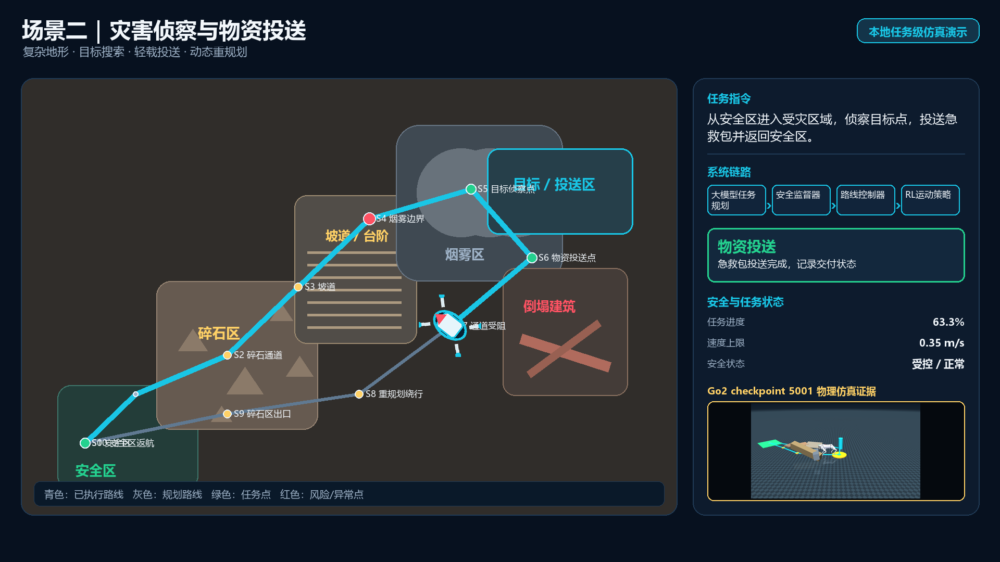 场景二｜灾害侦察与物资投送
复杂地形 · 目标搜索 · 轻载投送 · 动态重规划
本地任务级仿真演示
目标 / 投送区
S5 目标侦察点
S4 烟雾边界
坡道 / 台阶
烟雾区
S6 物资投送点
S3 坡道
倒塌建筑
碎石区
通道受阻
S2 碎石通道
S8 重规划绕行
S9 碎石区出口
安全区返航
安全区
青色：已执行路线 灰色：规划路线 绿色：任务点 红色：风险/异常点
任务指令
从安全区进入受灾区域，侦察目标点，投送急
救包并返回安全区。
系统链路
大模型任务
规划
›
安全监督器
›
路线控制器
›
RL运动策略
物资投送
急救包投送完成，记录交付状态
安全与任务状态
任务进度 63.3%
速度上限 0.35 m/s
安全状态 受控 / 正常
Go2 checkpoint 5001 物理仿真证据